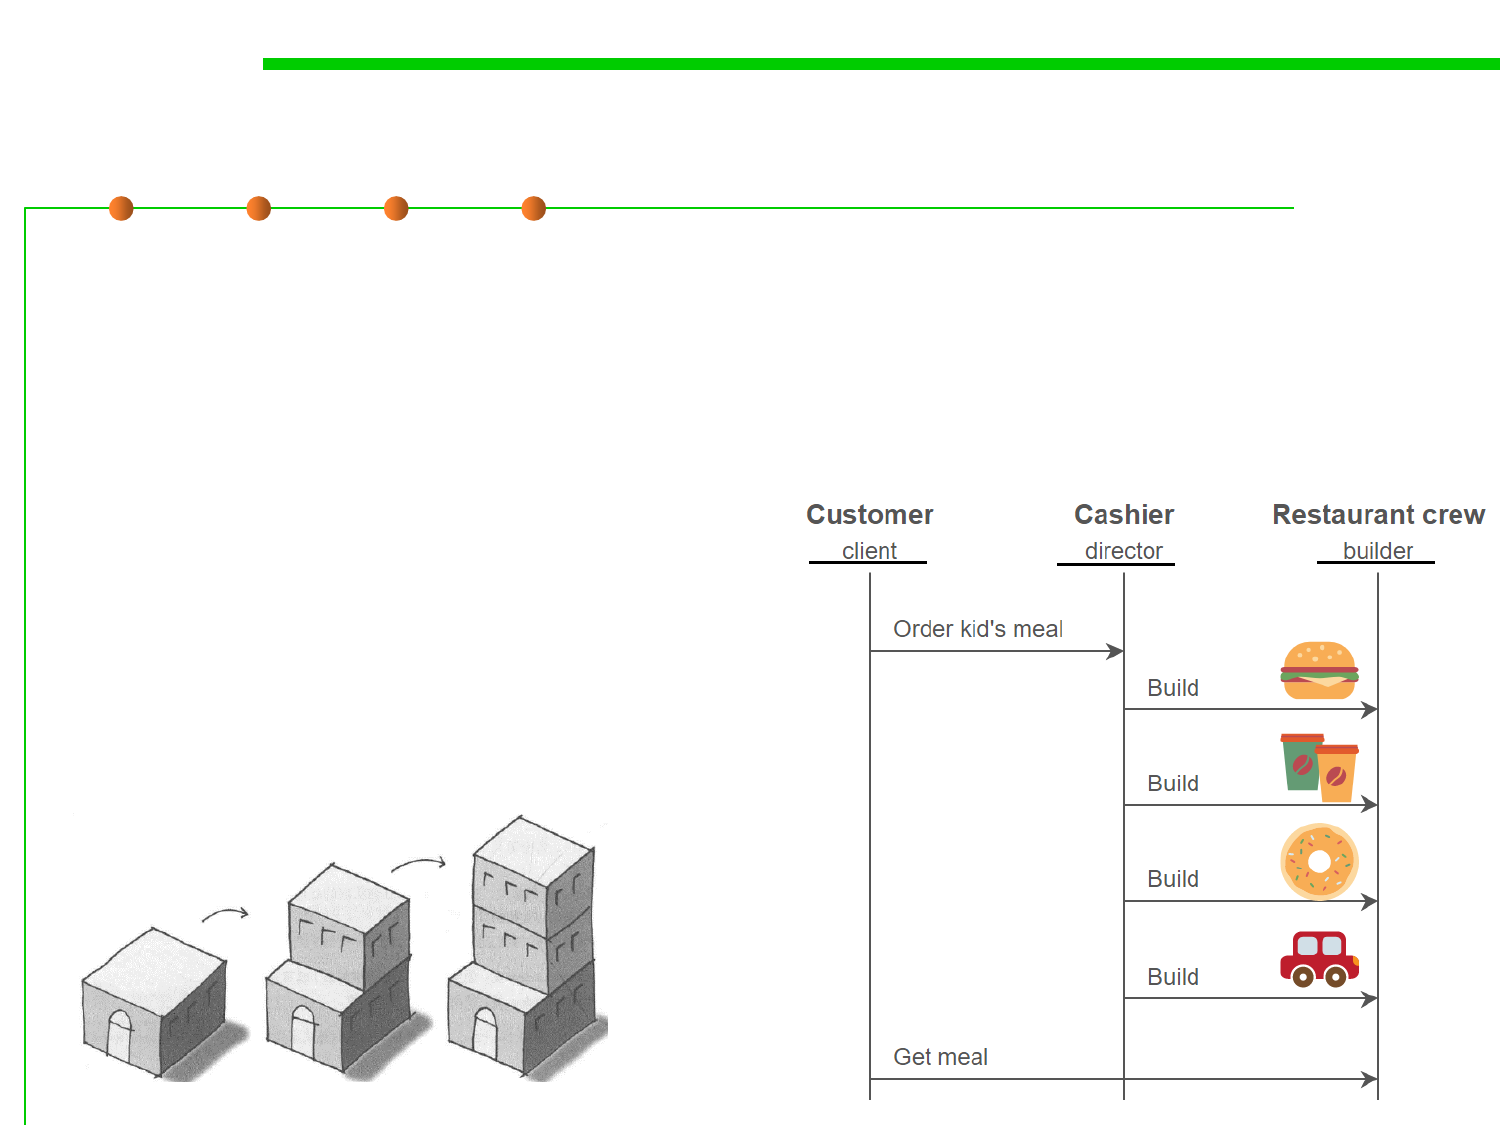 Customer Cashier Restaurant crew
client director builder
Order kid's meal
Build
Build
Build
Build
Get meal